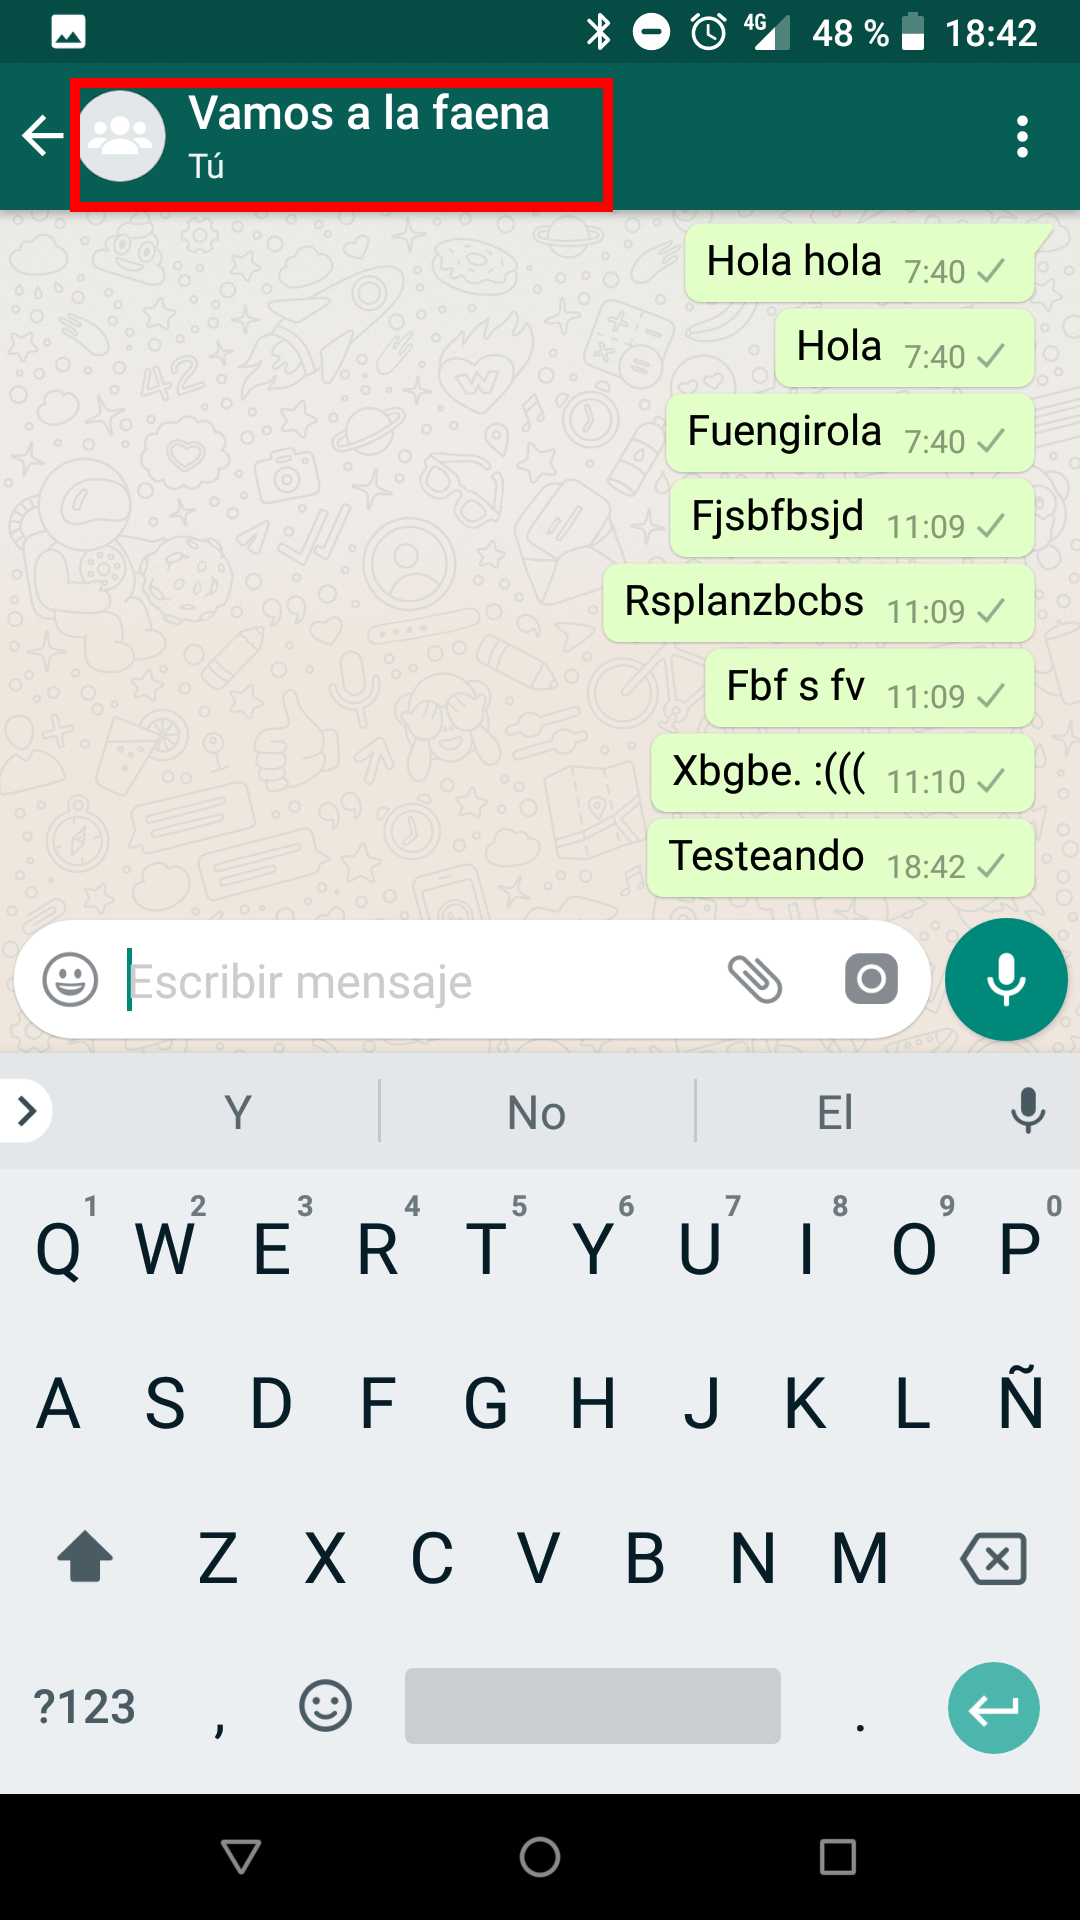 4G 48 % 18:42
Vamos a la faena
Tú
Hola hola 7:40
Hola 7:40
Fuengirola 7:40
Fjsbfbsjd 11:09
Rsplanzbcbs 11:09
Fbf s fv 11:09
Xbgbe. :((( 11:10
Testeando 18:42
Escribir mensaje
Y No El
1 2 3 4 5 6 7 8 9 0
Q W E R T Y U I O P
A S D F G H J K L Ñ
Z X C V B N M
?123 , .